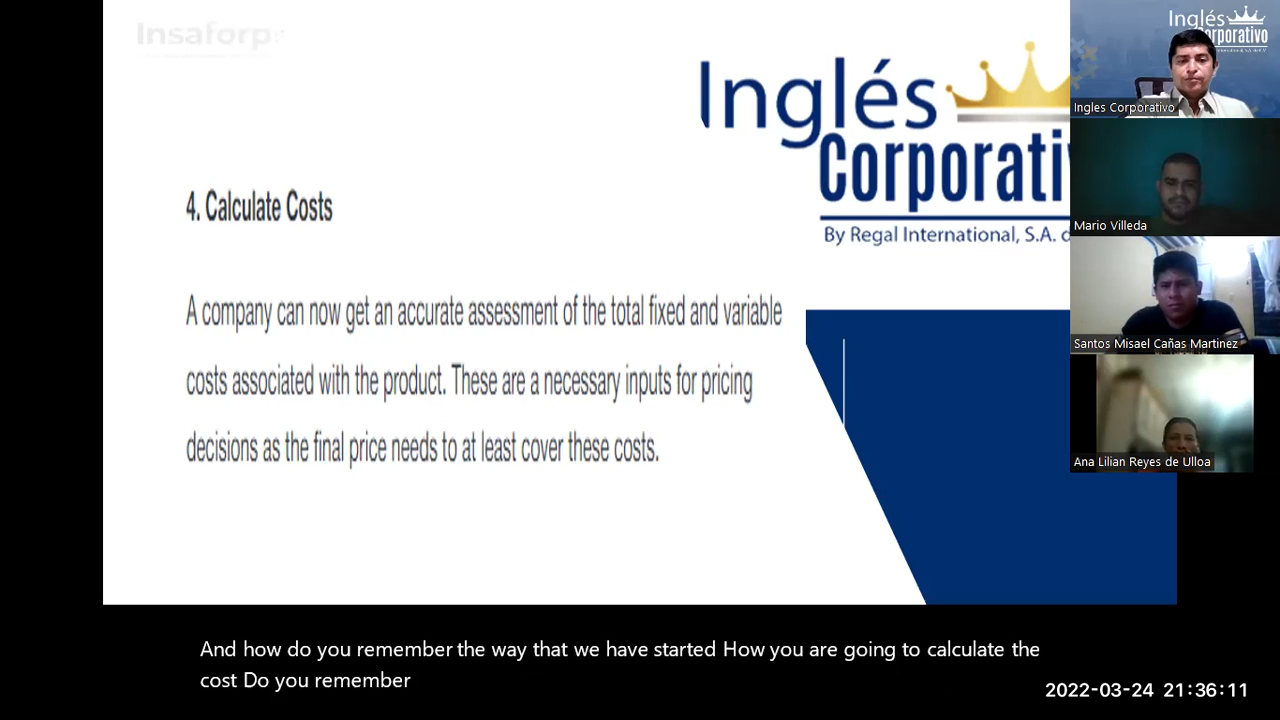 Insaforp
Inglés
Corporati
By Regal International, S.A. d
4. Calculate Costs
A company can now get an accurate assessment of the total fixed and variable
costs associated with the product. These are a necessary inputs for pricing
decisions as the final price needs to at least cover these costs.
Inglés
Corporativo
Ingles Corporativo
Mario Villeda
Santos Misael Cañas Martinez
Ana Lilian Reyes de Ulloa
And how do you remember the way that we have started How you are going to calculate the
cost Do you remember
2022-03-24 21:36:11